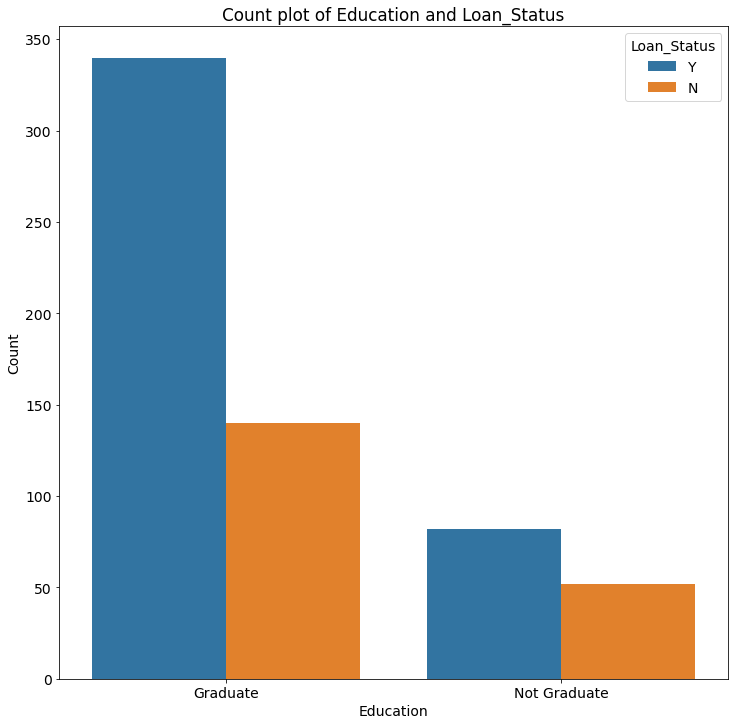 Count plot of Education and Loan_Status
Loan_Status
Y
N
350
300
250
200
150
100
50
0
Count
Graduate
Not Graduate
Education